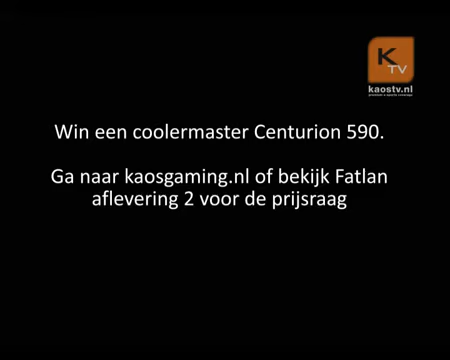 K
TV
kaostv.nl
Win een coolermaster Centurion 590.
Ga naar kaosgaming.nl of bekijk Fatlan
aflevering 2 voor de prijsraag